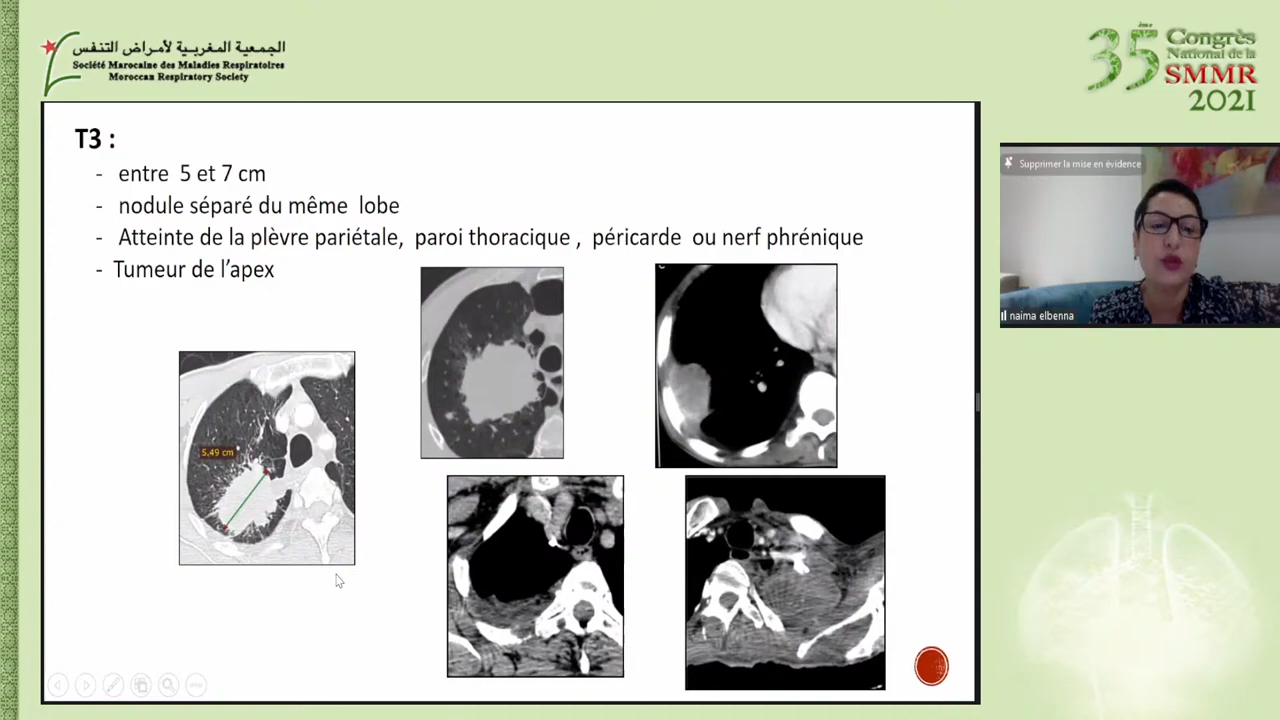 الجمعية المغربية لأمراض التنفس
Société Marocaine des Maladies Respiratoires
Moroccan Respiratory Society
35ème Congrès
National de la
SMMR
2021
T3 :
- entre 5 et 7 cm
- nodule séparé du même lobe
- Atteinte de la plèvre pariétale, paroi thoracique , péricarde ou nerf phrénique
- Tumeur de l’apex
5,49 cm
Supprimer la mise en évidence
naima elbenna